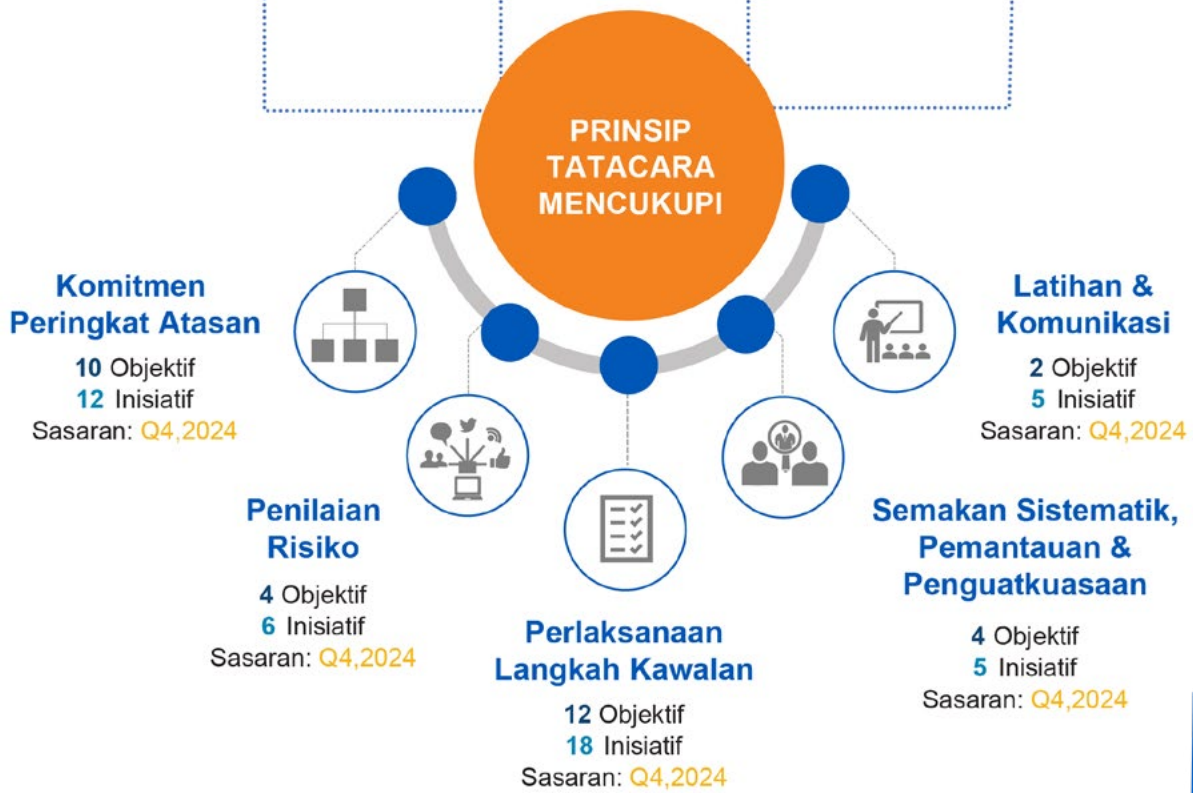 PRINSIP
TATACARA
MENCUKUPI
Komitmen
Peringkat Atasan
10 Objektif
12 Inisiatif
Sasaran: Q4,2024
Penilaian
Risiko
4 Objektif
6 Inisiatif
Sasaran: Q4,2024
Perlaksanaan
Langkah Kawalan
12 Objektif
18 Inisiatif
Sasaran: Q4,2024
Semakan Sistematik,
Pemantauan &
Penguatkuasaan
4 Objektif
5 Inisiatif
Sasaran: Q4,2024
Latihan &
Komunikasi
2 Objektif
5 Inisiatif
Sasaran: Q4,2024